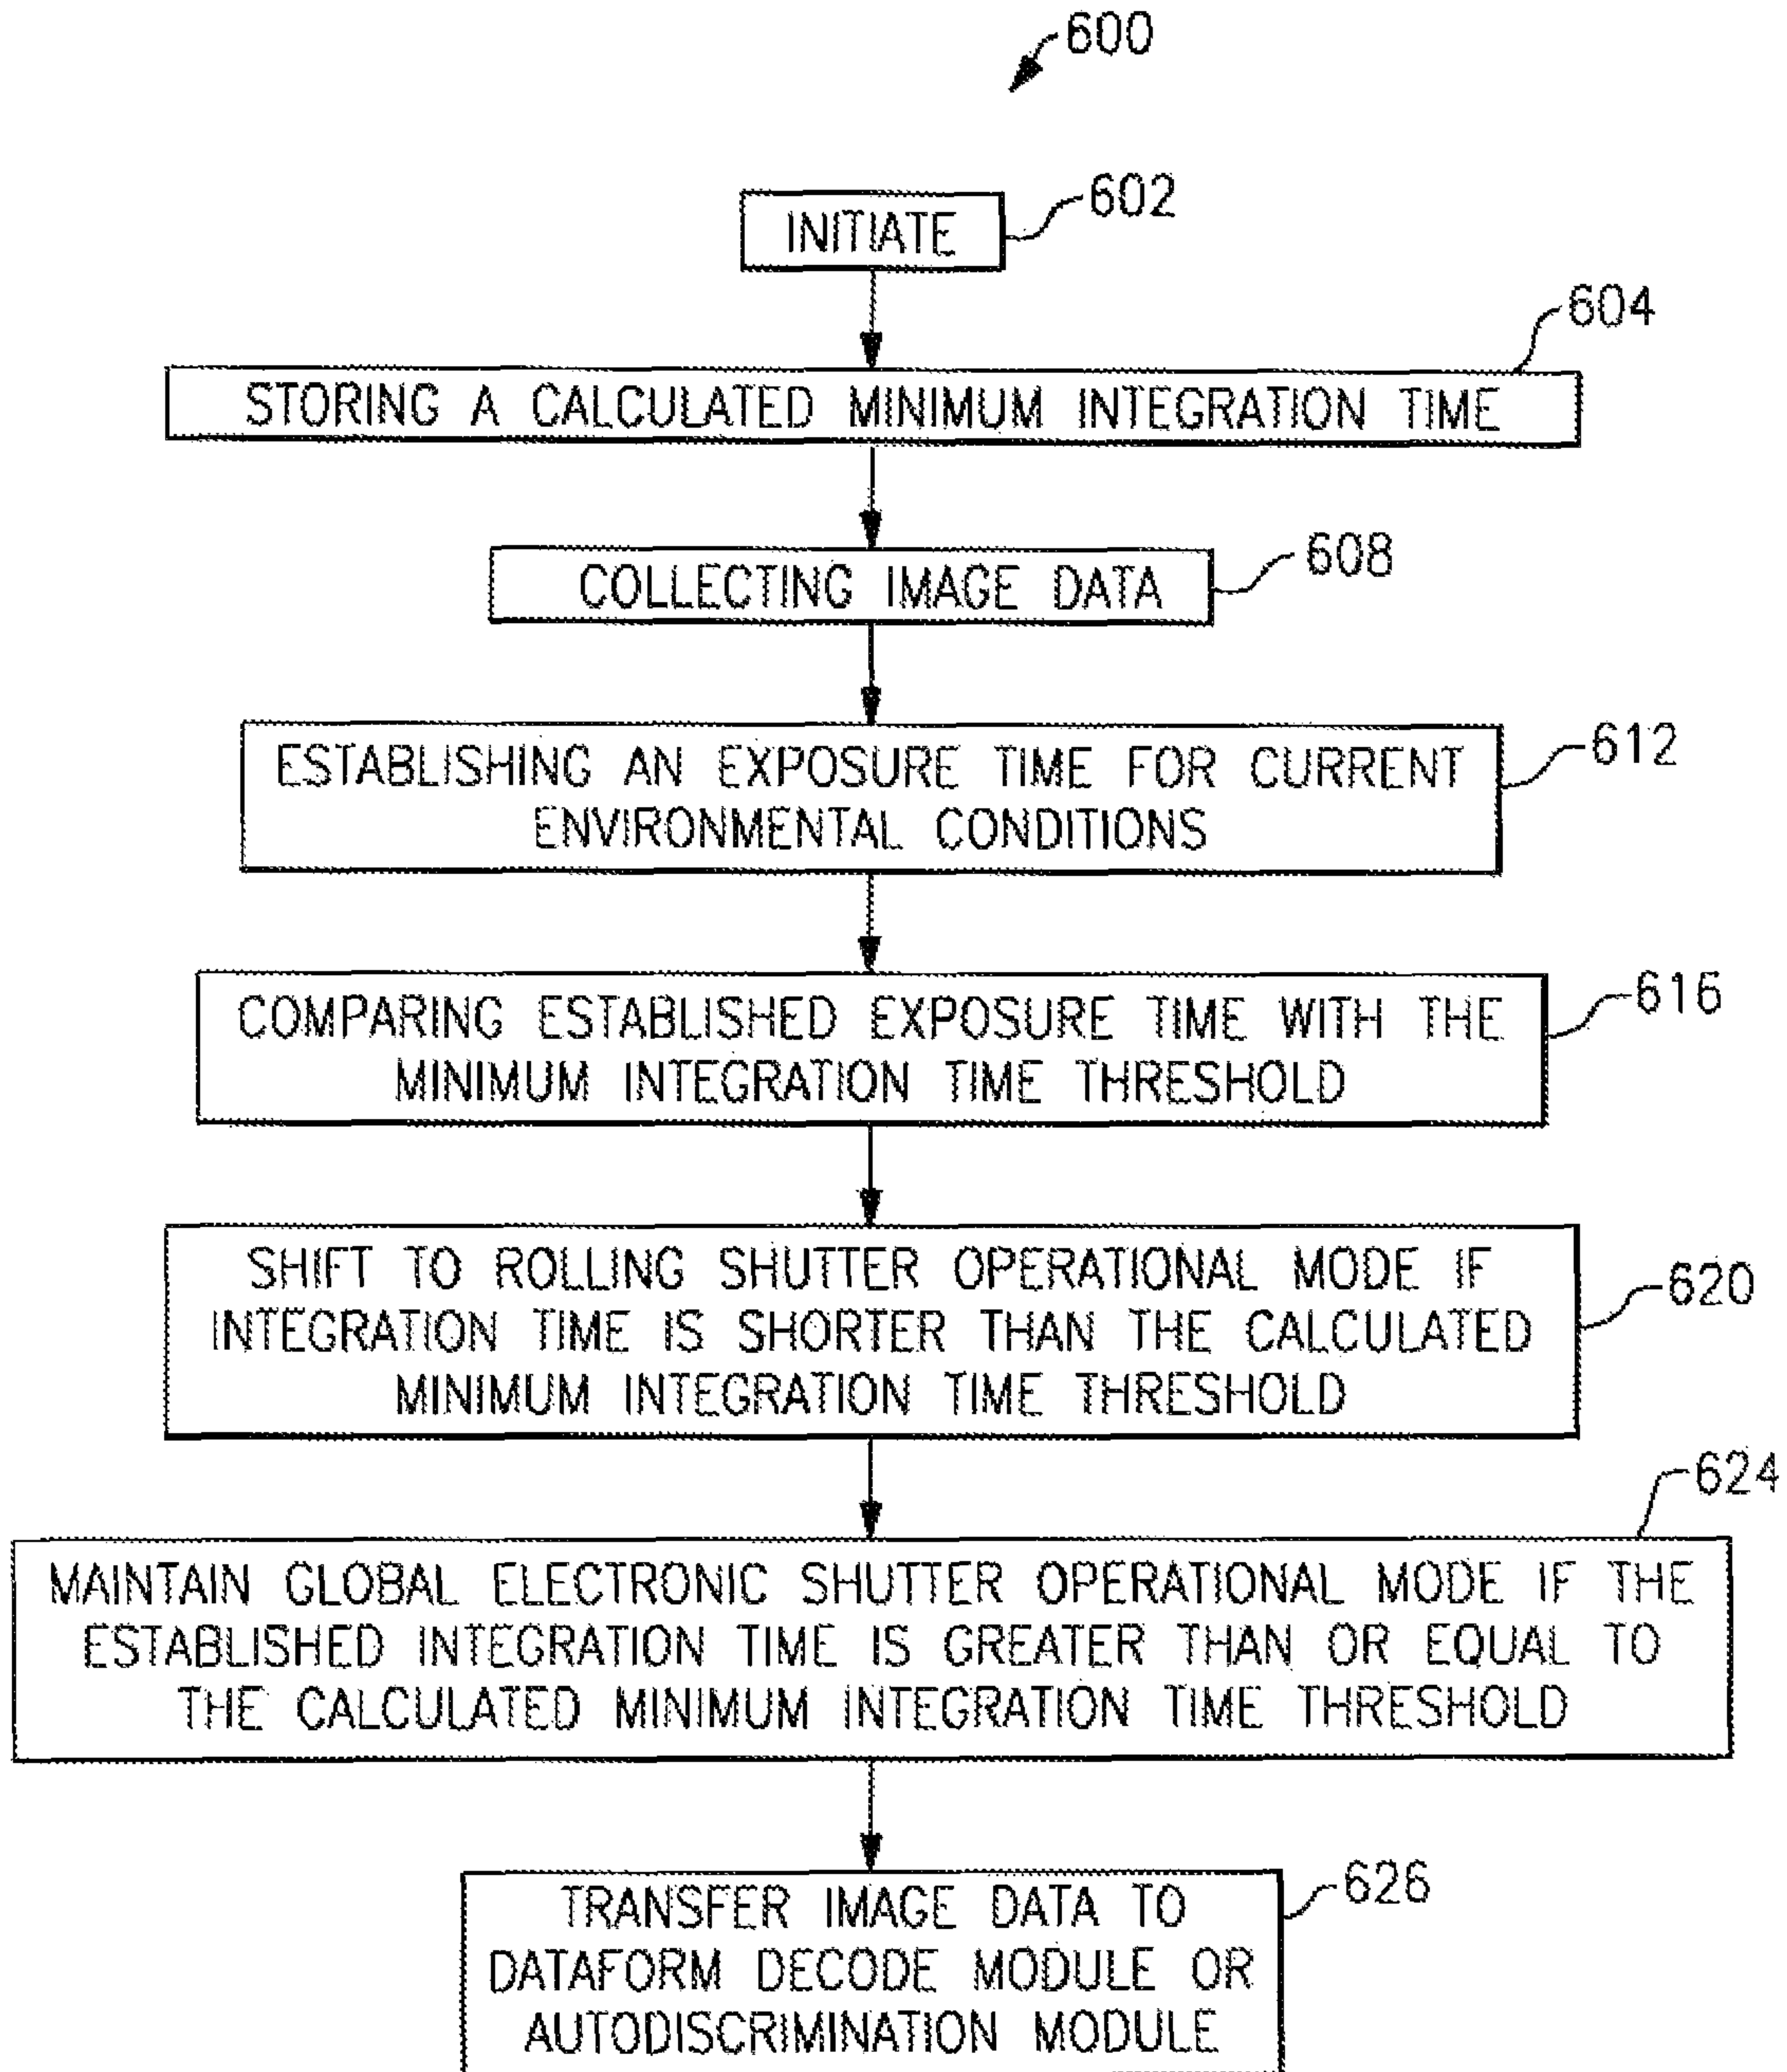 600
602
INITIATE
604
STORING A CALCULATED MINIMUM INTEGRATION TIME
608
COLLECTING IMAGE DATA
612
ESTABLISHING AN EXPOSURE TIME FOR CURRENT
ENVIRONMENTAL CONDITIONS
616
COMPARING ESTABLISHED EXPOSURE TIME WITH THE
MINIMUM INTEGRATION TIME THRESHOLD
620
SHIFT TO ROLLING SHUTTER OPERATIONAL MODE IF
INTEGRATION TIME IS SHORTER THAN THE CALCULATED
MINIMUM INTEGRATION TIME THRESHOLD
624
MAINTAIN GLOBAL ELECTRONIC SHUTTER OPERATIONAL MODE IF THE
ESTABLISHED INTEGRATION TIME IS GREATER THAN OR EQUAL TO
THE CALCULATED MINIMUM INTEGRATION TIME THRESHOLD
626
TRANSFER IMAGE DATA TO
DATAFORM DECODE MODULE OR
AUTODISCRIMINATION MODULE